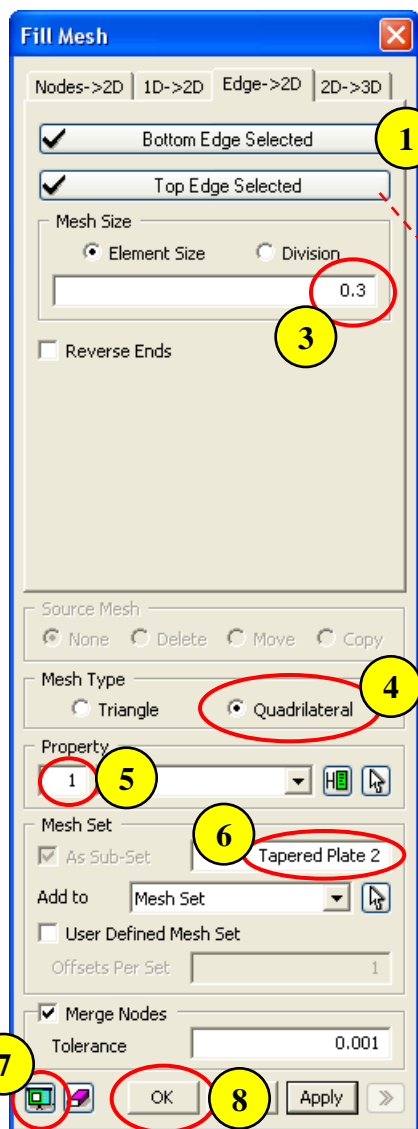 Fill Mesh
Nodes->2D 1D->2D Edge->2D 2D->3D
Bottom Edge Selected 1
Top Edge Selected
Mesh Size
Element Size Division
0.3
3
Reverse Ends
Source Mesh
None Delete Move Copy
Mesh Type 4
Triangle Quadrilateral
Property
1 5
Mesh Set 6
As Sub-Set Tapered Plate 2
Add to Mesh Set
User Defined Mesh Set
Offsets Per Set 1
Merge Nodes
Tolerance 0.001
7
OK 8 Apply